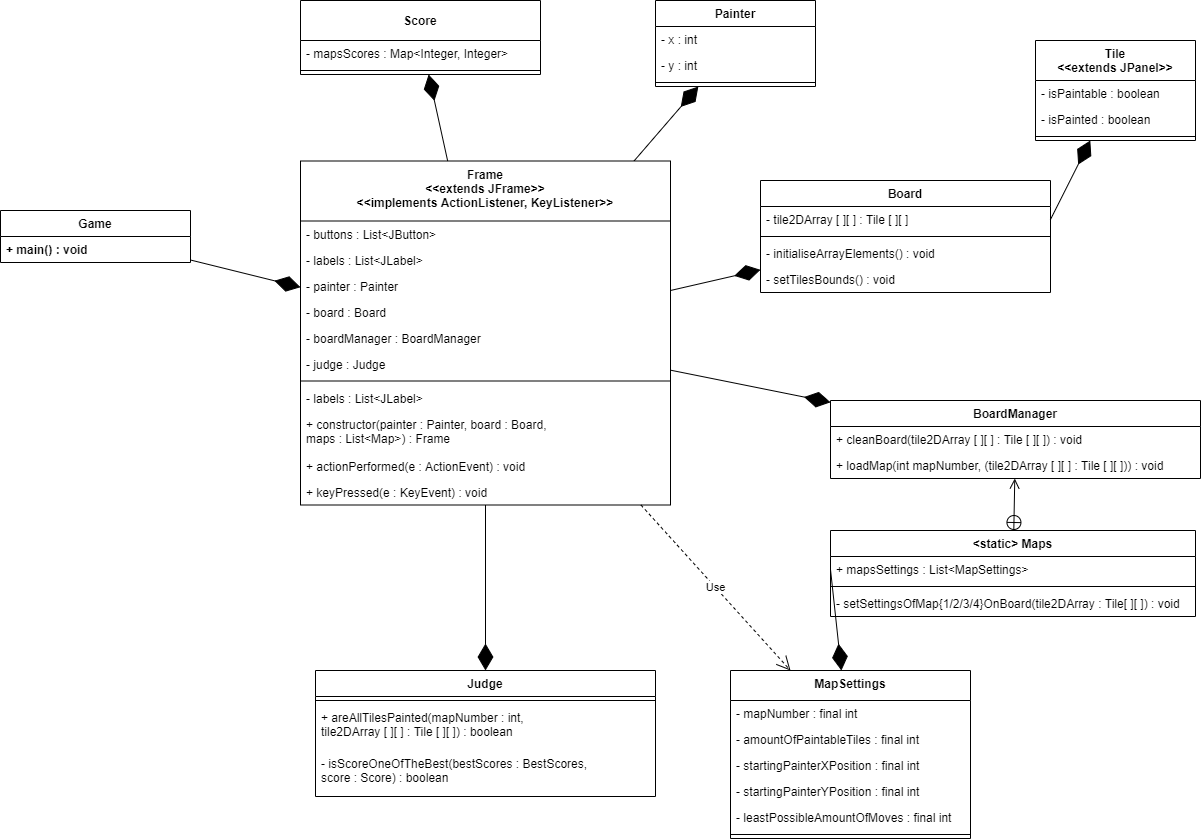 Score
- mapsScores : Map<Integer, Integer>
Painter
- x : int
- y : int
Tile
<<extends JPanel>>
- isPaintable : boolean
- isPainted : boolean
Frame
<<extends JFrame>>
<<implements ActionListener, KeyListener>>
- buttons : List<JButton>
- labels : List<JLabel>
- painter : Painter
- board : Board
- boardManager : BoardManager
- judge : Judge
- labels : List<JLabel>
+ constructor(painter : Painter, board : Board,
maps : List<Map>) : Frame
+ actionPerformed(e : ActionEvent) : void
+ keyPressed(e : KeyEvent) : void
Game
+ main() : void
Board
- tile2DArray [ ][ ] : Tile [ ][ ]
- initialiseArrayElements() : void
- setTilesBounds() : void
BoardManager
+ cleanBoard(tile2DArray [ ][ ] : Tile [ ][ ]) : void
+ loadMap(int mapNumber, (tile2DArray [ ][ ] : Tile [ ][ ])) : void
<static> Maps
+ mapsSettings : List<MapSettings>
- setSettingsOfMap{1/2/3/4}OnBoard(tile2DArray : Tile[ ][ ]) : void
Use
Judge
+ areAllTilesPainted(mapNumber : int,
tile2DArray [ ][ ] : Tile [ ][ ]) : boolean
- isScoreOneOfTheBest(bestScores : BestScores,
score : Score) : boolean
MapSettings
- mapNumber : final int
- amountOfPaintableTiles : final int
- startingPainterXPosition : final int
- startingPainterYPosition : final int
- leastPossibleAmountOfMoves : final int